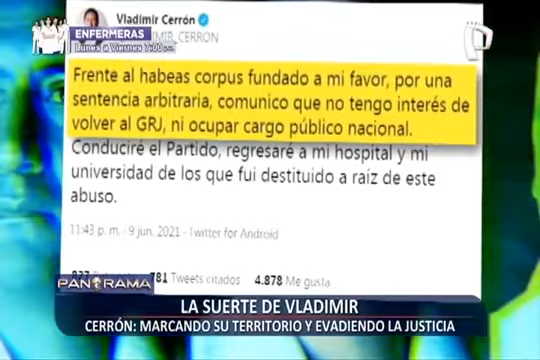 ENFERMERAS
Lunes a Viernes 1:00 pm.
Vladimir Cerrón
VLADIMIR_CERRON
Frente al habeas corpus fundado a mi favor, por una
sentencia arbitraria, comunico que no tengo interés de
volver al GRJ, ni ocupar cargo público nacional.
Conduciré el Partido, regresaré a mi hospital y mi
universidad de los que fui destituido a raíz de este
abuso.
11:43 p. m. · 9 jun. 2021 · Twitter for Android
781 Tweets citados 4.878 Me gusta
PANORAMA
LA SUERTE DE VLADIMIR
CERRÓN: MARCANDO SU TERRITORIO Y EVADIENDO LA JUSTICIA